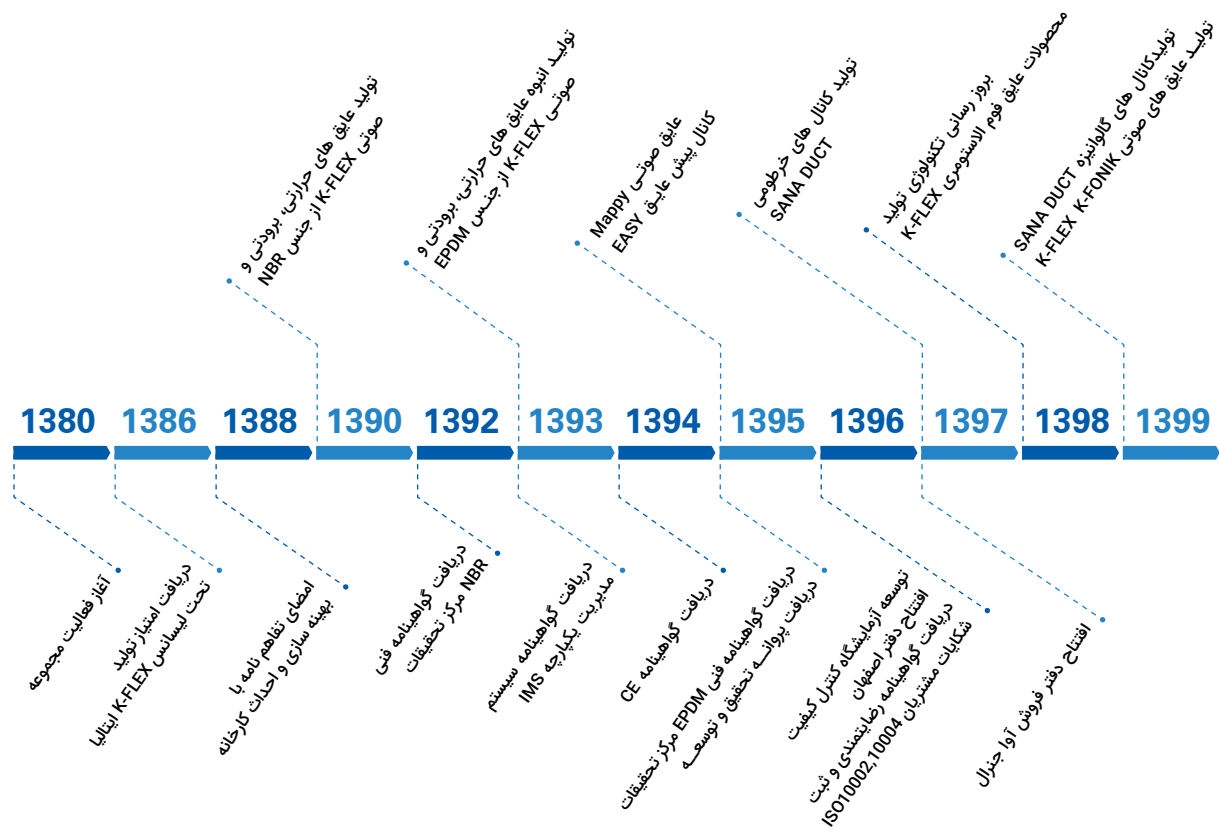 تولید عایق های حرارتی، برودتی و
صوتی K-FLEX از جنس NBR
تولید انبوه عایق های حرارتی، برودتی و
صوتی K-FLEX از جنس EPDM
عایق صوتی Mappy
کانال پیش عایق EASY
تولید کانال های خرطومی
SANA DUCT
بروز رسانی تکنولوژی تولید
محصولات عایق فوم الاستومری K-FLEX
تولیدکانال های گالوانیزه SANA DUCT
تولید عایق های صوتی K-FLEX K-FONIK
1380
1386
1388
1390
1392
1393
1394
1395
1396
1397
1398
1399
آغاز فعالیت مجموعه
دریافت امتیاز تولید
تحت لیسانس K-FLEX ایتالیا
امضای تفاهم نامه با
بهینه سازی و احداث کارخانه
دریافت گواهینامه فنی
NBR مرکز تحقیقات
دریافت گواهینامه سیستم
مدیریت یکپارچه IMS
دریافت گواهینامه CE
دریافت گواهینامه فنی EPDM مرکز تحقیقات
دریافت پروانه تحقیق و توسعه
توسعه آزمایشگاه کنترل کیفیت
افتتاح دفتر اصفهان
دریافت گواهینامه رضایتمندی و ثبت
شکایات مشتریان ISO10002,10004
افتتاح دفتر فروش آوا جنرال